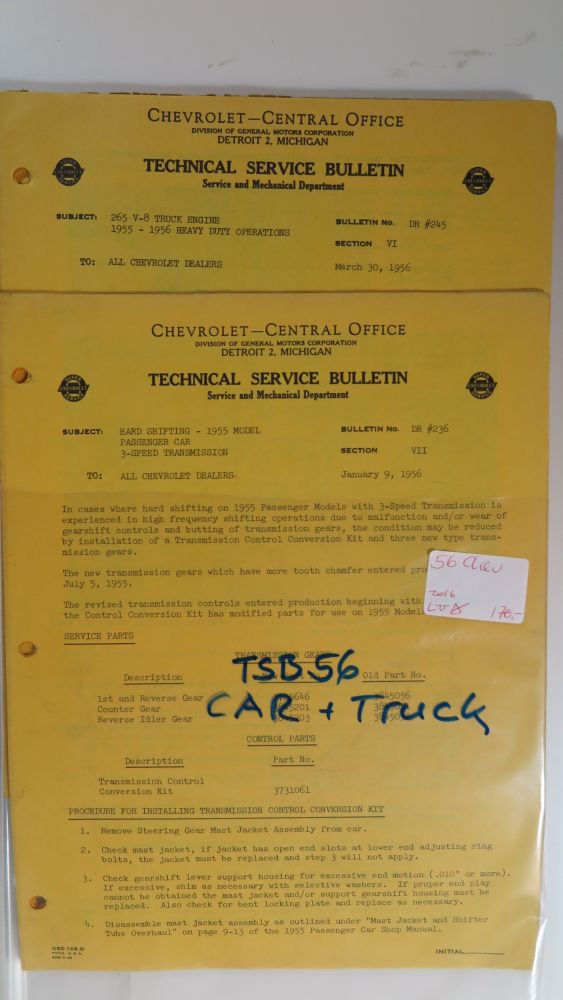 CHEVROLET—CENTRAL OFFICE
DIVISION OF GENERAL MOTORS CORPORATION
DETROIT 2, MICHIGAN
TECHNICAL SERVICE BULLETIN
Service and Mechanical Department
SUBJECT: 265 V-8 TRUCK ENGINE
1955 - 1956 HEAVY DUTY OPERATIONS
BULLETIN No. DR #245
SECTION VI
TO: ALL CHEVROLET DEALERS
March 30, 1956
CHEVROLET—CENTRAL OFFICE
DIVISION OF GENERAL MOTORS CORPORATION
DETROIT 2, MICHIGAN
SUPER CHEVROLET SERVICE
TECHNICAL SERVICE BULLETIN
SUPER CHEVROLET SERVICE
Service and Mechanical Department
SUBJECT: HARD SHIFTING - 1955 MODEL
PASSENGER CAR
3-SPEED TRANSMISSION
BULLETIN No. DR #236
SECTION VII
TO: ALL CHEVROLET DEALERS
January 9, 1956
In cases where hard shifting on 1955 Passenger Models with 3-Speed Transmission is
experienced in high frequency shifting operations due to malfunction and/or wear of
gearshift controls and butting of transmission gears, the condition may be reduced
by installation of a Transmission Control Conversion Kit and three new type trans-
mission gears.
The new transmission gears which have more tooth chamfer entered pro
July 5, 1955.
The revised transmission controls entered production beginning with
the Control Conversion Kit has modified parts for use on 1955 Model
56 Chev
2016
170.-
SERVICE PARTS
TRANSMISSION GEARS
Description Old Part No.
1st and Reverse Gear 3845056
Counter Gear
Reverse Idler Gear
TSB56
CAR + Truck
CONTROL PARTS
Description Part No.
Transmission Control
Conversion Kit 3731061
PROCEDURE FOR INSTALLING TRANSMISSION CONTROL CONVERSION KIT
1. Remove Steering Gear Mast Jacket Assembly from car.
2. Check mast jacket, if jacket has open end slots at lower end adjusting ring
bolts, the jacket must be replaced and step 3 will not apply.
3. Check gearshift lever support housing for excessive end motion (.010" or more).
If excessive, shim as necessary with selective washers. If proper end play
cannot be obtained the mast jacket and/or support gearshift housing must be
replaced. Also check for bent locking plate and replace as necessary.
4. Disassemble mast jacket assembly as outlined under "Mast Jacket and Shifter
Tube Overhaul" on page 9-13 of the 1955 Passenger Car Shop Manual.
INITIAL